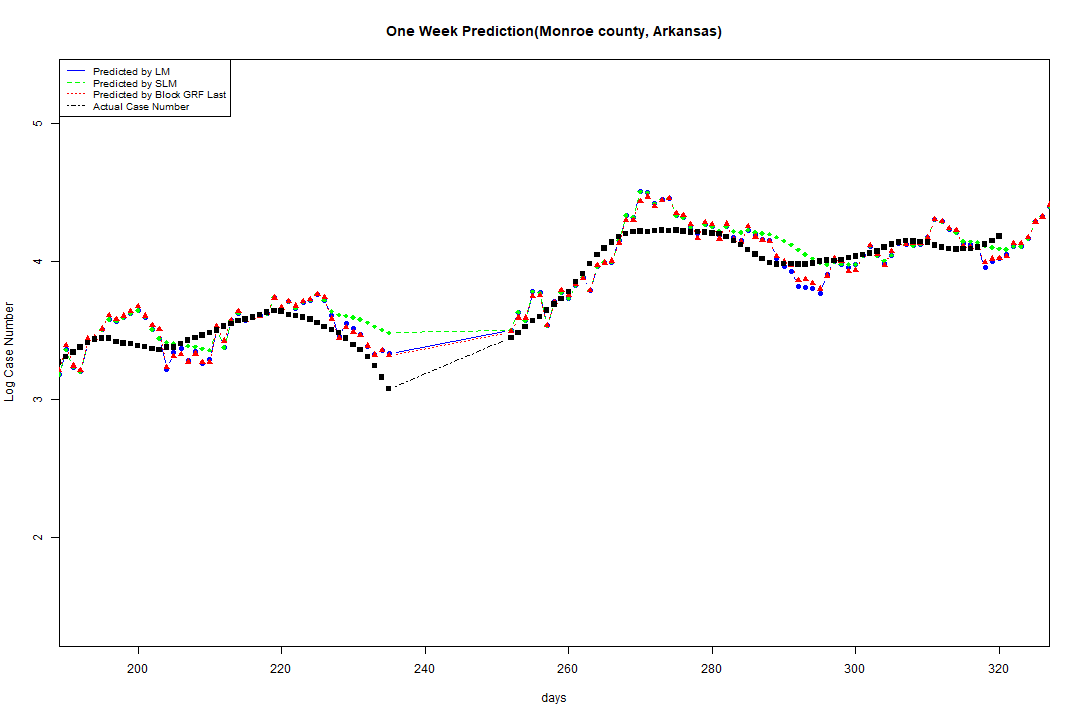 One Week Prediction(Monroe county, Arkansas)
Predicted by LM
Predicted by SLM
Predicted by Block GRF Last
Actual Case Number
5
4
3
2
Log Case Number
200 220 240 260 280 300 320
days